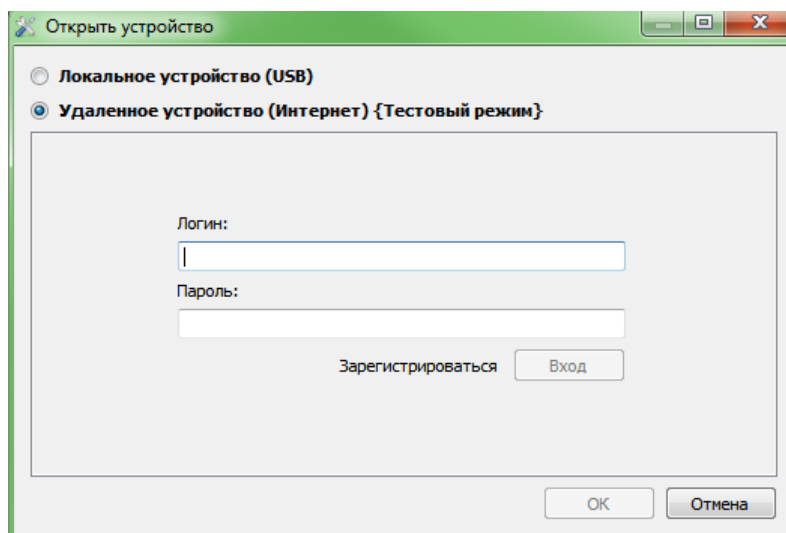 Открыть устройство
Локальное устройство (USB)
Удаленное устройство (Интернет) {Тестовый режим}
Логин:
Пароль:
Зарегистрироваться Вход
OK Отмена